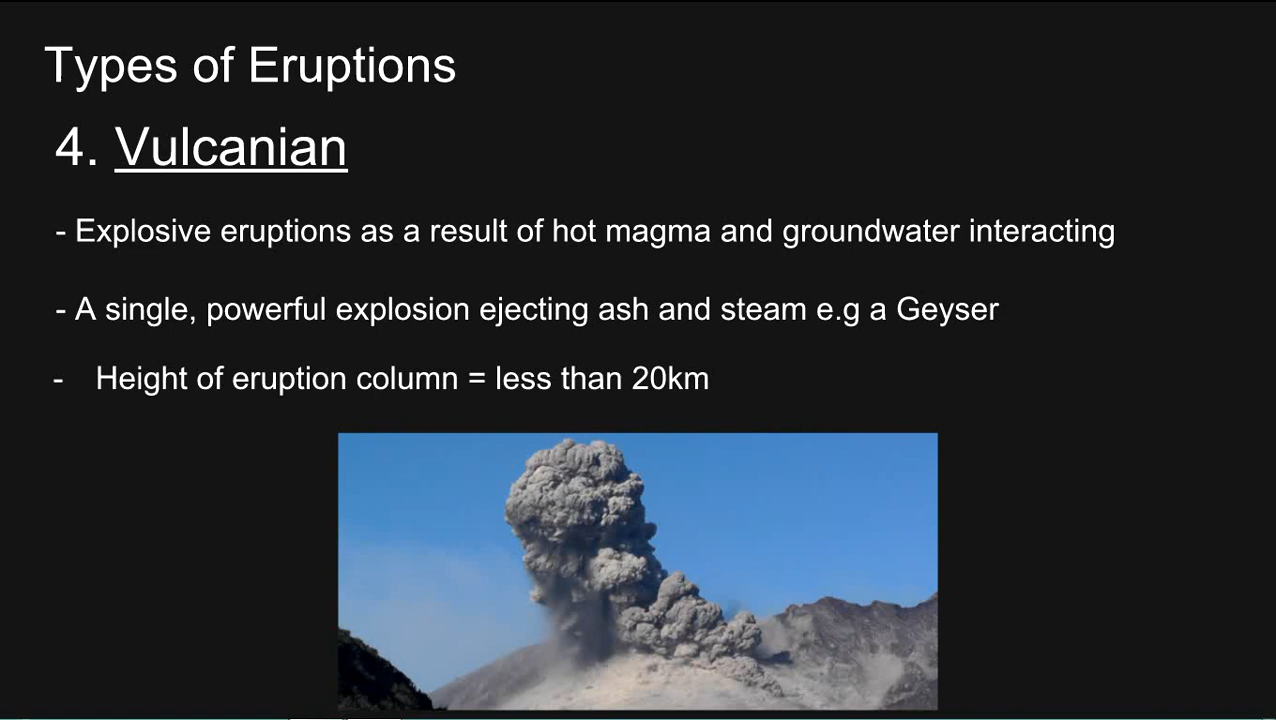 Types of Eruptions
4. Vulcanian
- Explosive eruptions as a result of hot magma and groundwater interacting
- A single, powerful explosion ejecting ash and steam e.g a Geyser
- Height of eruption column = less than 20km